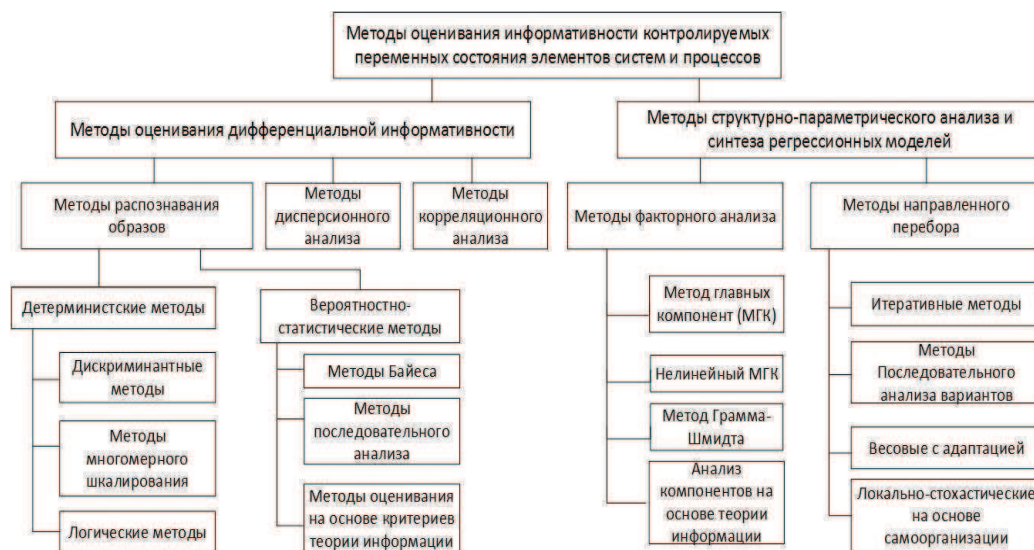 Методы оценивания информативности контролируемых
переменных состояния элементов систем и процессов
Методы оценивания дифференциальной информативности
Методы структурно-параметрического анализа и
синтеза регрессионных моделей
Методы распознавания
образов
Методы
дисперсионного
анализа
Методы
корреляционного
анализа
Методы факторного анализа
Методы направленного
перебора
Детерминистские методы
Дискриминантные
методы
Методы
многомерного
шкалирования
Логические методы
Вероятностно-
статистические методы
Методы Байеса
Методы
последовательного
анализа
Методы оценивания
на основе критериев
теории информации
Метод главных
компонент (МГК)
Нелинейный МГК
Метод Грамма-
Шмидта
Анализ
компонентов на
основе теории
информации
Итеративные методы
Методы
Последовательного
анализа вариантов
Весовые с адаптацией
Локально-стохастические
на основе
самоорганизации